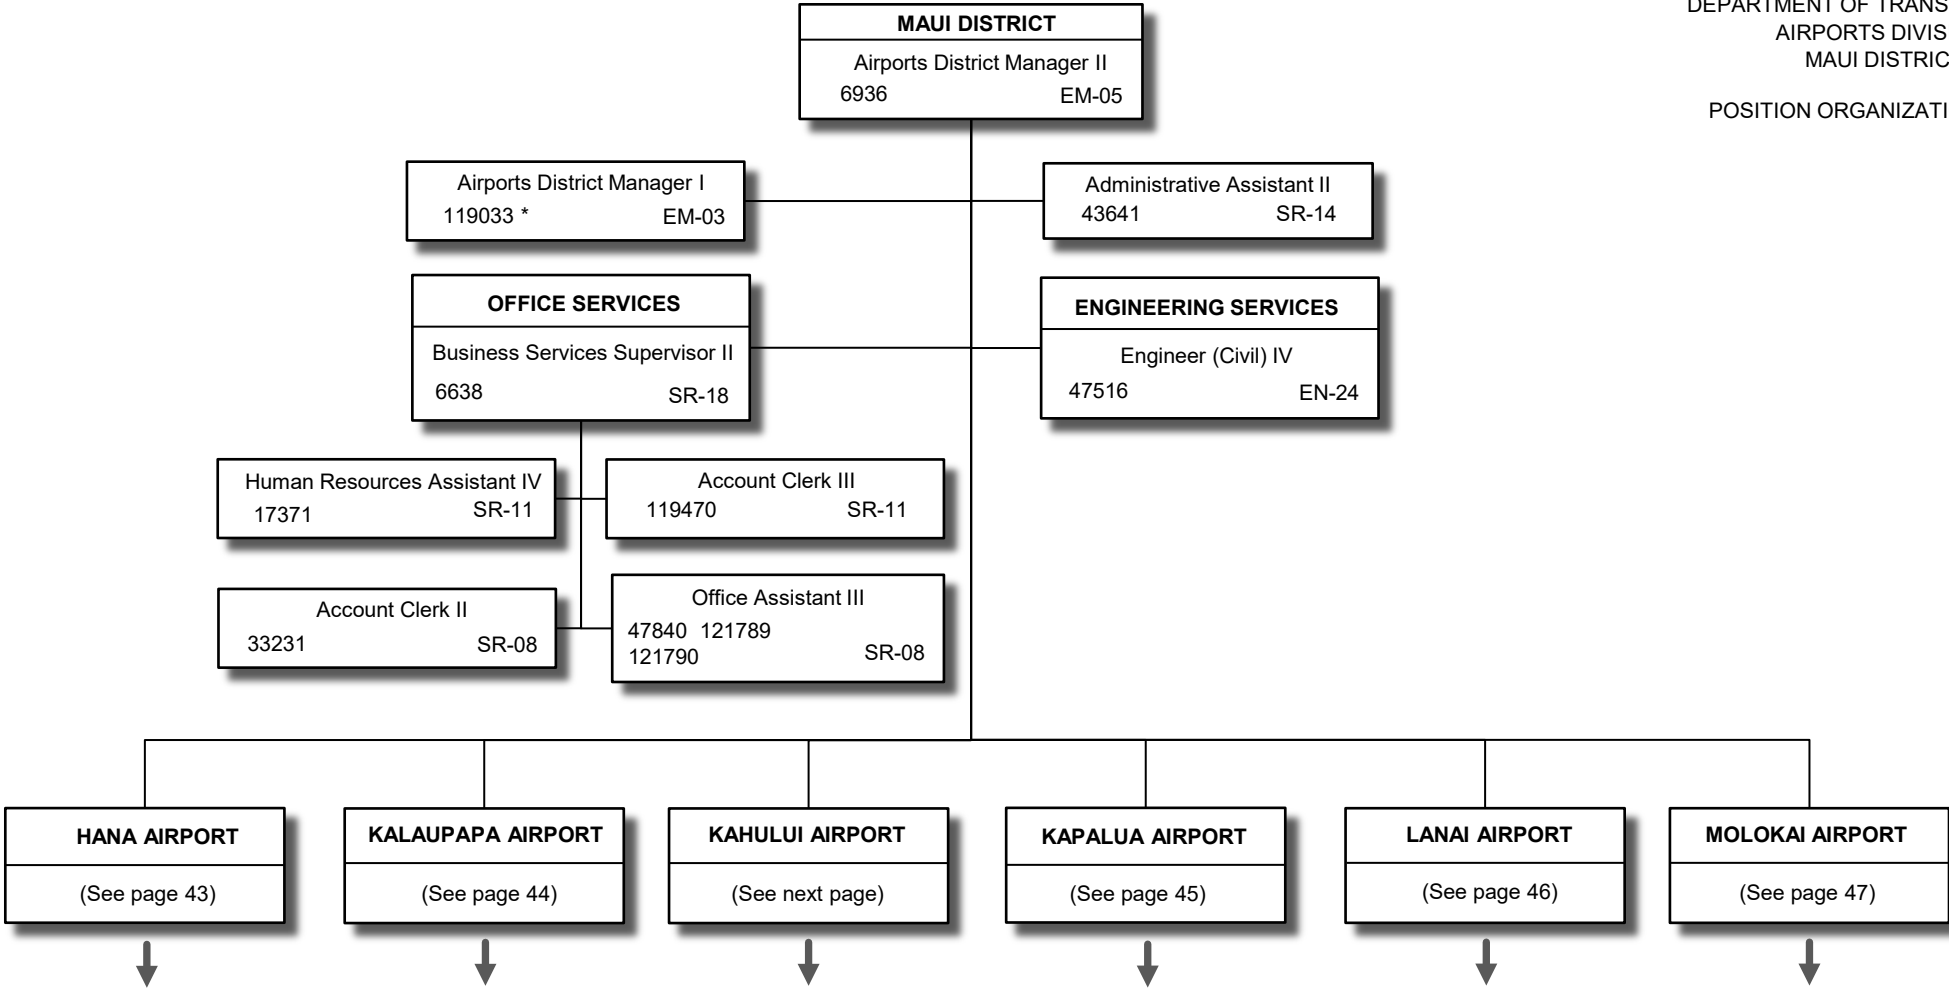 DEPARTMENT OF TRANS
AIRPORTS DIVIS
MAUI DISTRIC
POSITION ORGANIZATI
MAUI DISTRICT
Airports District Manager II
6936 EM-05
Airports District Manager I
119033 * EM-03
Administrative Assistant II
43641 SR-14
OFFICE SERVICES
Business Services Supervisor II
6638 SR-18
ENGINEERING SERVICES
Engineer (Civil) IV
47516 EN-24
Human Resources Assistant IV
17371 SR-11
Account Clerk III
119470 SR-11
Account Clerk II
33231 SR-08
Office Assistant III
47840 121789
121790 SR-08
HANA AIRPORT
(See page 43)
KALAUPAPA AIRPORT
(See page 44)
KAHULUI AIRPORT
(See next page)
KAPALUA AIRPORT
(See page 45)
LANAI AIRPORT
(See page 46)
MOLOKAI AIRPORT
(See page 47)